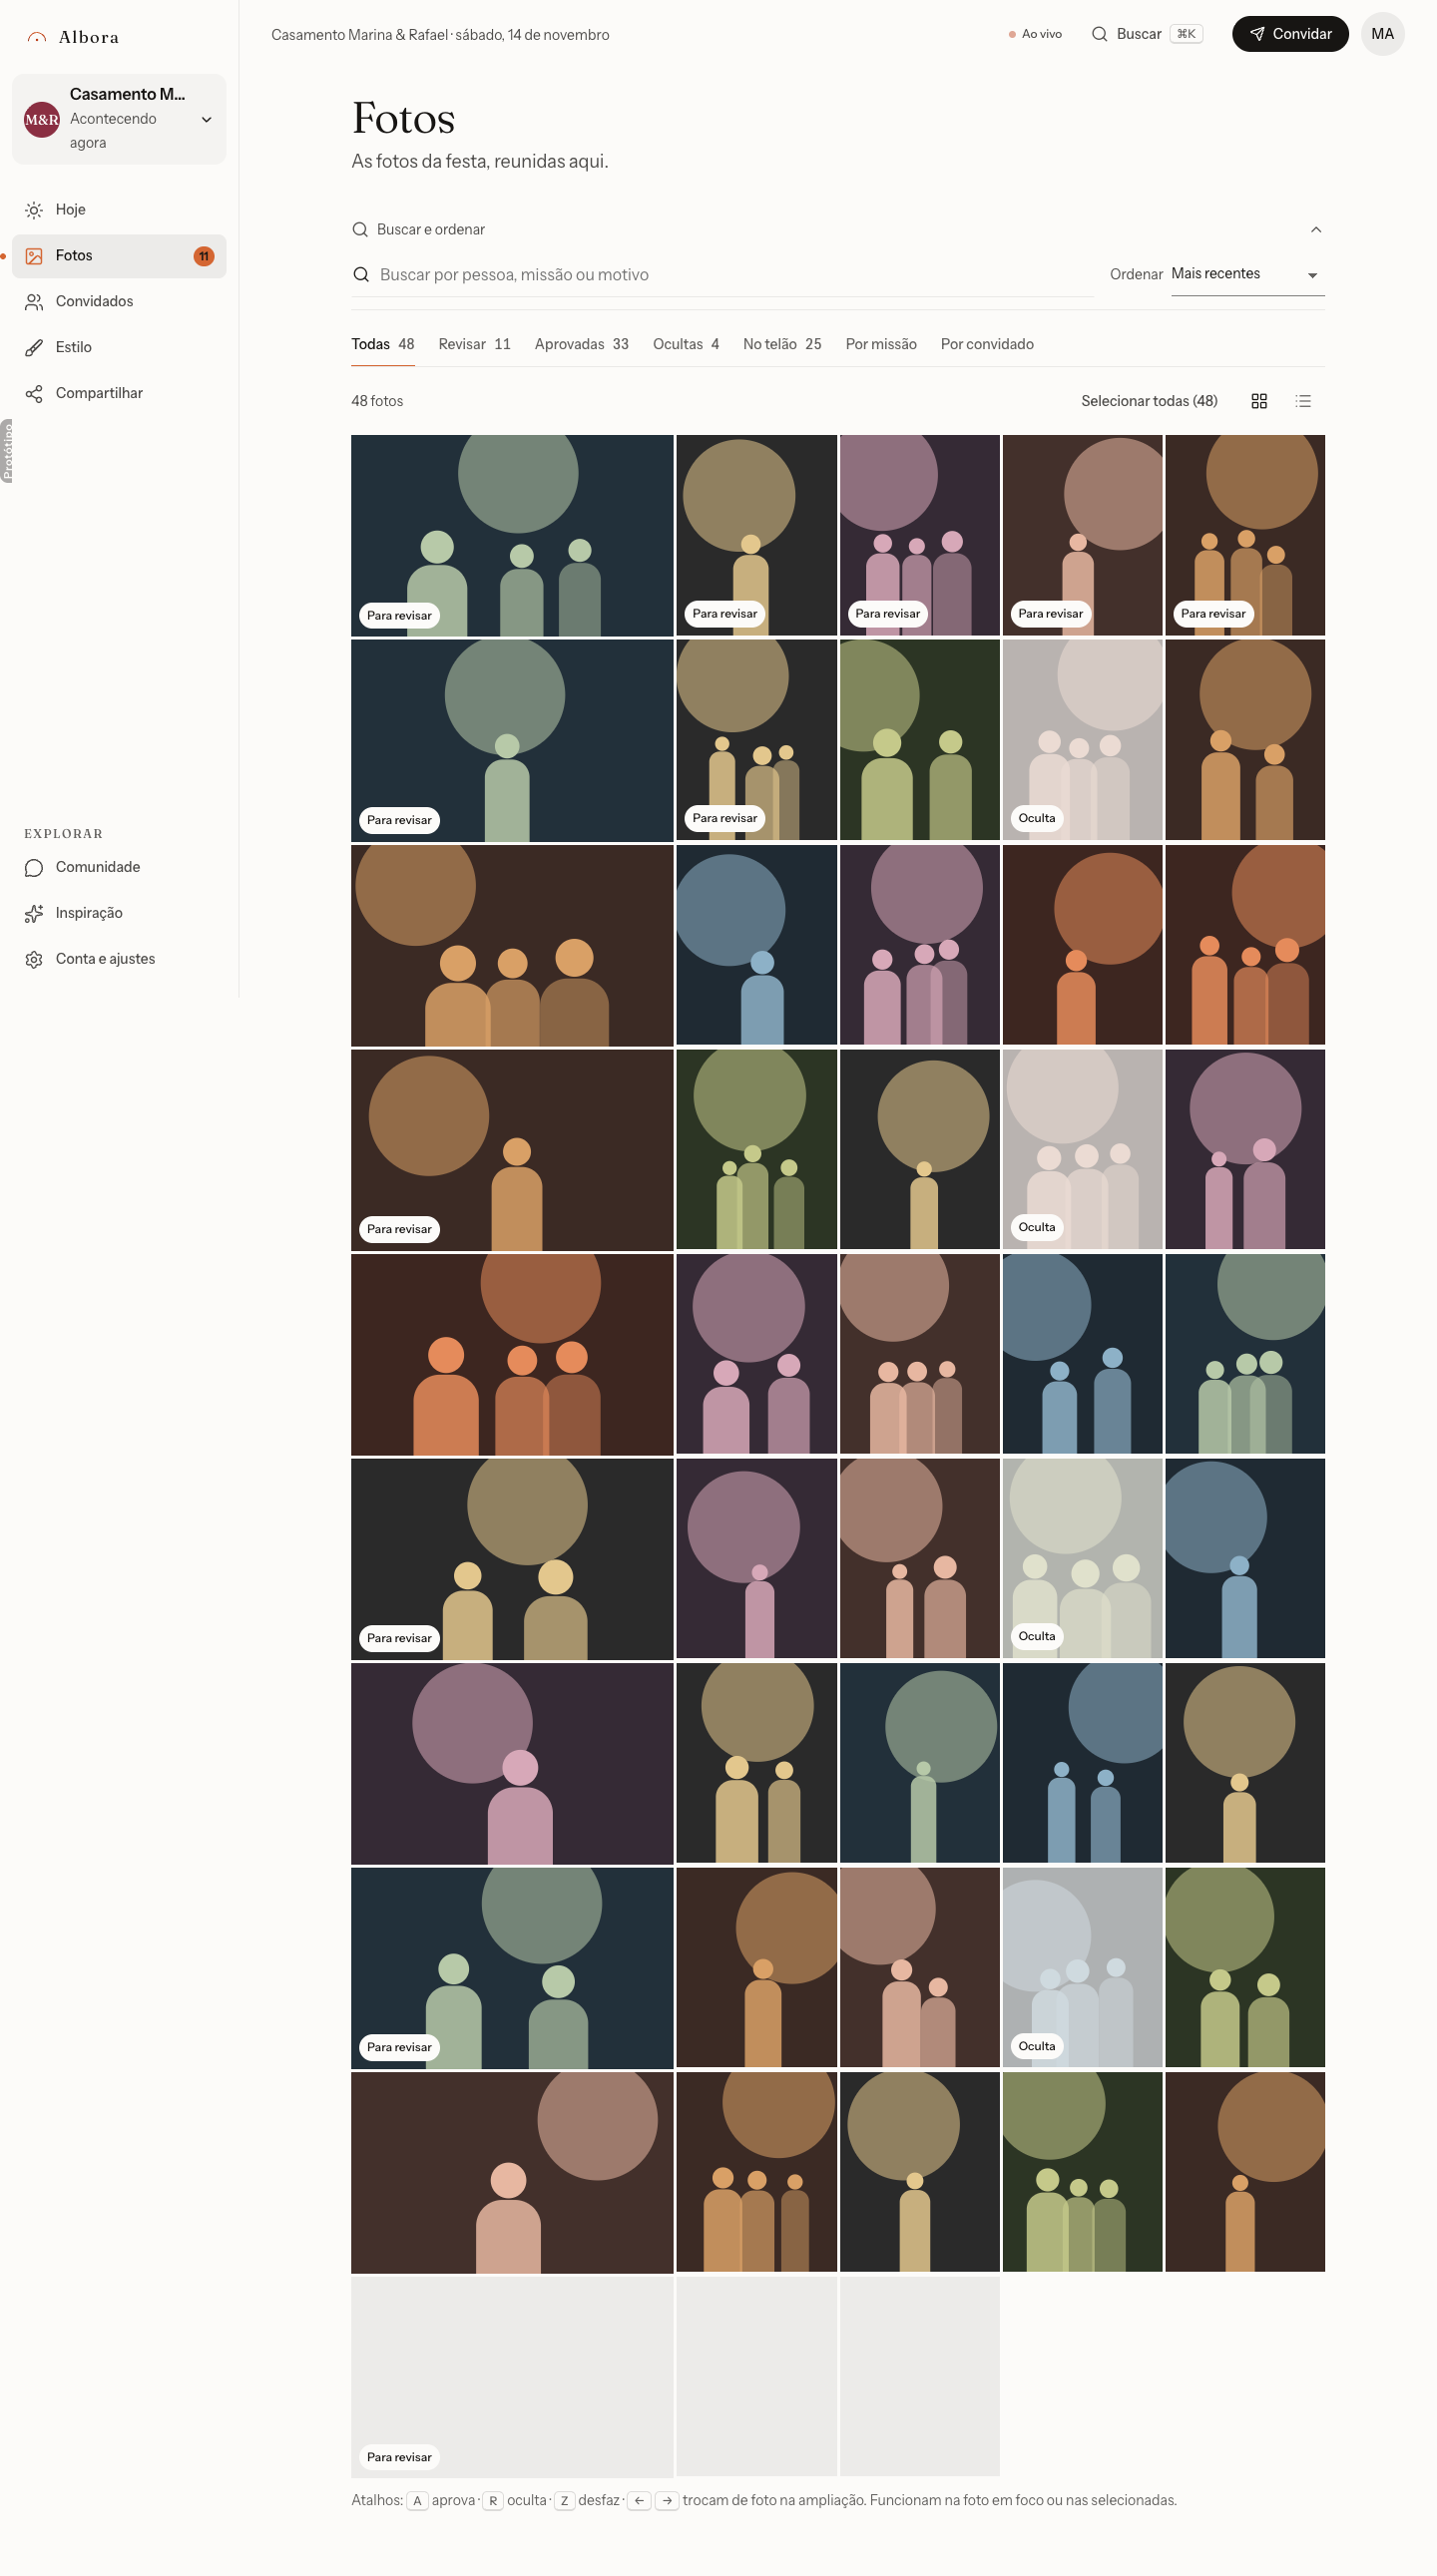 Albora
Casamento M...
M&R
Acontecendo
agora
Hoje
Fotos 11
Convidados
Estilo
Compartilhar
Protótipo
EXPLORAR
Comunidade
Inspiração
Conta e ajustes
Casamento Marina & Rafael · sábado, 14 de novembro
Ao vivo
Buscar ⌘K
Convidar
MA
Fotos
As fotos da festa, reunidas aqui.
Buscar e ordenar
Buscar por pessoa, missão ou motivo
Ordenar Mais recentes
Todas 48 Revisar 11 Aprovadas 33 Ocultas 4 No telão 25 Por missão Por convidado
48 fotos
Selecionar todas (48)
Para revisar Para revisar Para revisar Para revisar Para revisar
Para revisar Para revisar Oculta
Para revisar Oculta
Para revisar Oculta
Para revisar Oculta
Para revisar
Atalhos: A aprova · R oculta · Z desfaz · ← → trocam de foto na ampliação. Funcionam na foto em foco ou nas selecionadas.